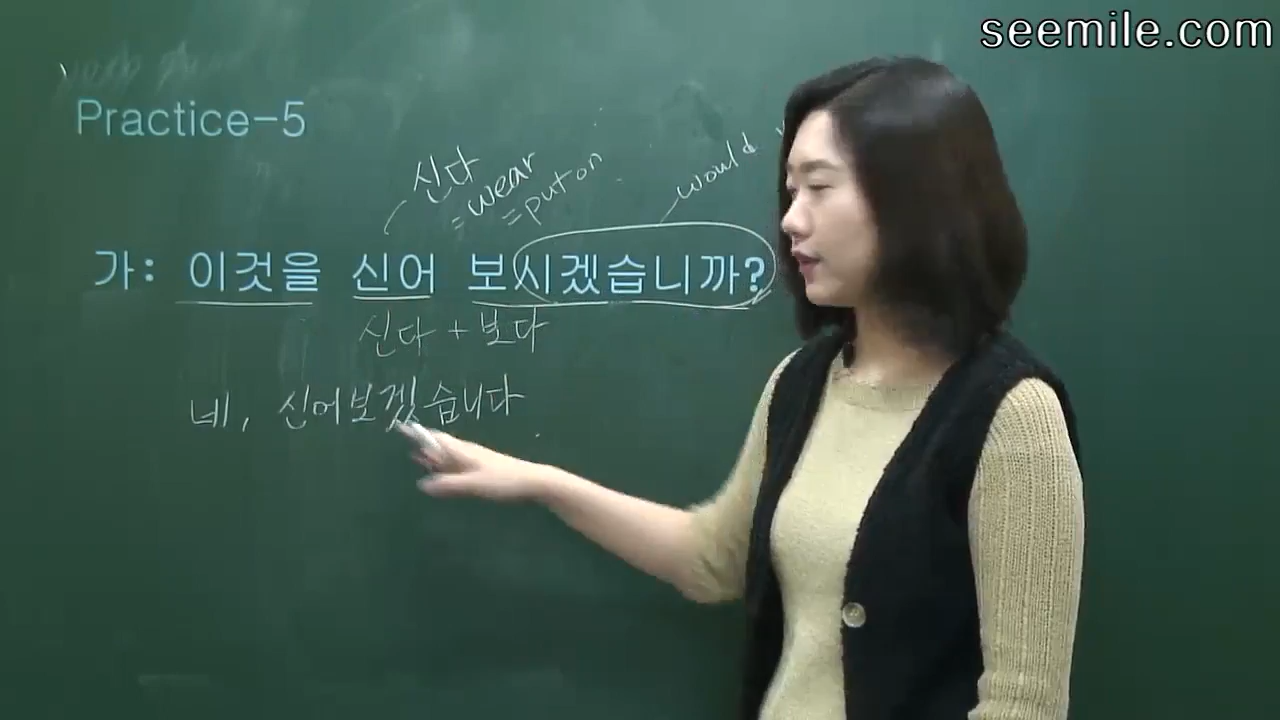 seemile.com
Practice-5
신다
=wear
=put on
would
가: 이것을 신어 보시겠습니까?
신다 + 보다
네, 신어보겠습니다